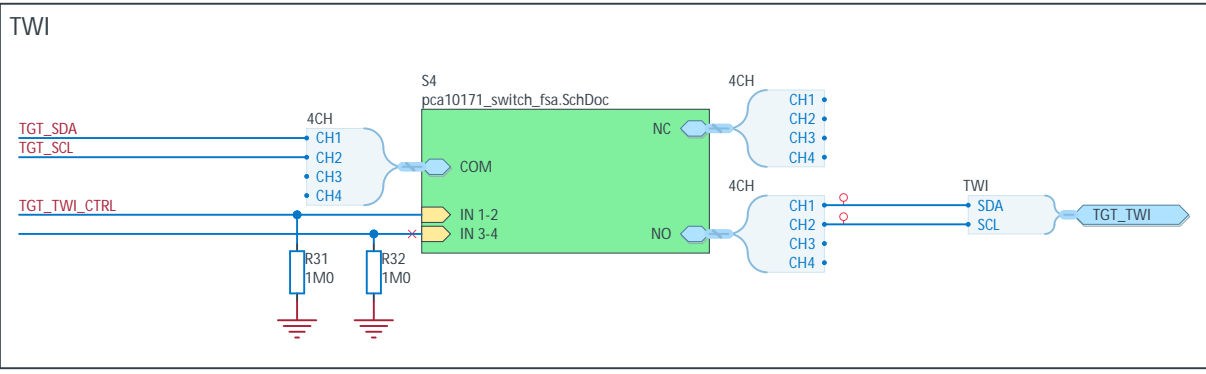 TWI
S4
pca10171_switch_fsa.SchDoc
4CH
TGT_SDA
TGT_SCL
CH1
CH2
CH3
CH4
COM
NC
4CH
CH1
CH2
CH3
CH4
TGT_TWI_CTRL
IN 1-2
IN 3-4
NO
4CH
CH1
CH2
CH3
CH4
TWI
SDA
SCL
TGT_TWI
R31
1M0
R32
1M0